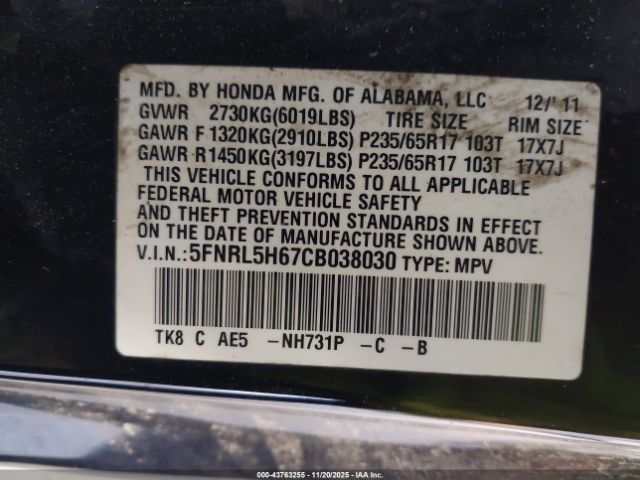 MFD. BY HONDA MFG. OF ALABAMA, LLC 12/'11
GVWR 2730KG(6019LBS) TIRE SIZE RIM SIZE
GAWR F 1320KG(2910LBS) P235/65R17 103T 17X7J
GAWR R1450KG(3197LBS) P235/65R17 103T 17X7J
THIS VEHICLE CONFORMS TO ALL APPLICABLE
FEDERAL MOTOR VEHICLE SAFETY
AND THEFT PREVENTION STANDARDS IN EFFECT
ON THE DATE OF MANUFACTURE SHOWN ABOVE.
V.I.N.: 5FNRL5H67CB038030 TYPE: MPV
TK8 C AE5 -NH731P -C -B
000-43763255 - 11/20/2025 - IAA Inc.